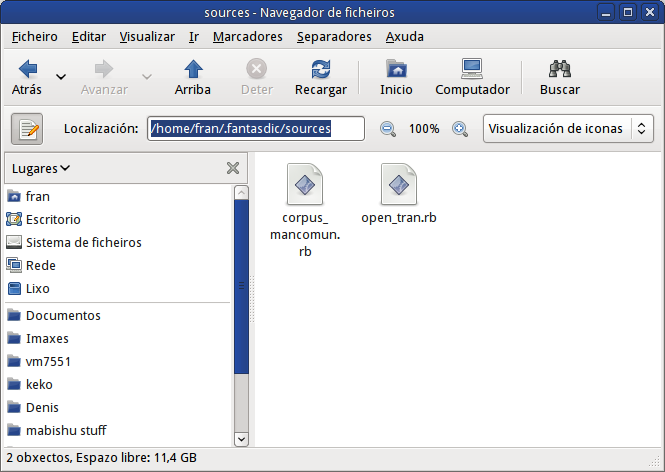 sources - Navegador de ficheiros
Ficheiro Editar Visualizar Ir Marcadores Separadores Axuda
Atrás Avanzar Arriba Deter Recargar Inicio Computador Buscar
Localización: /home/fran/.fantasdic/sources 100% Visualización de iconas
Lugares
fran
Escritorio
Sistema de ficheiros
Rede
Lixo
Documentos
Imaxes
vm7551
keko
Denis
mabishu stuff
corpus_
mancomun.
rb
open_tran.rb
2 obxectos, Espazo libre: 11,4 GB